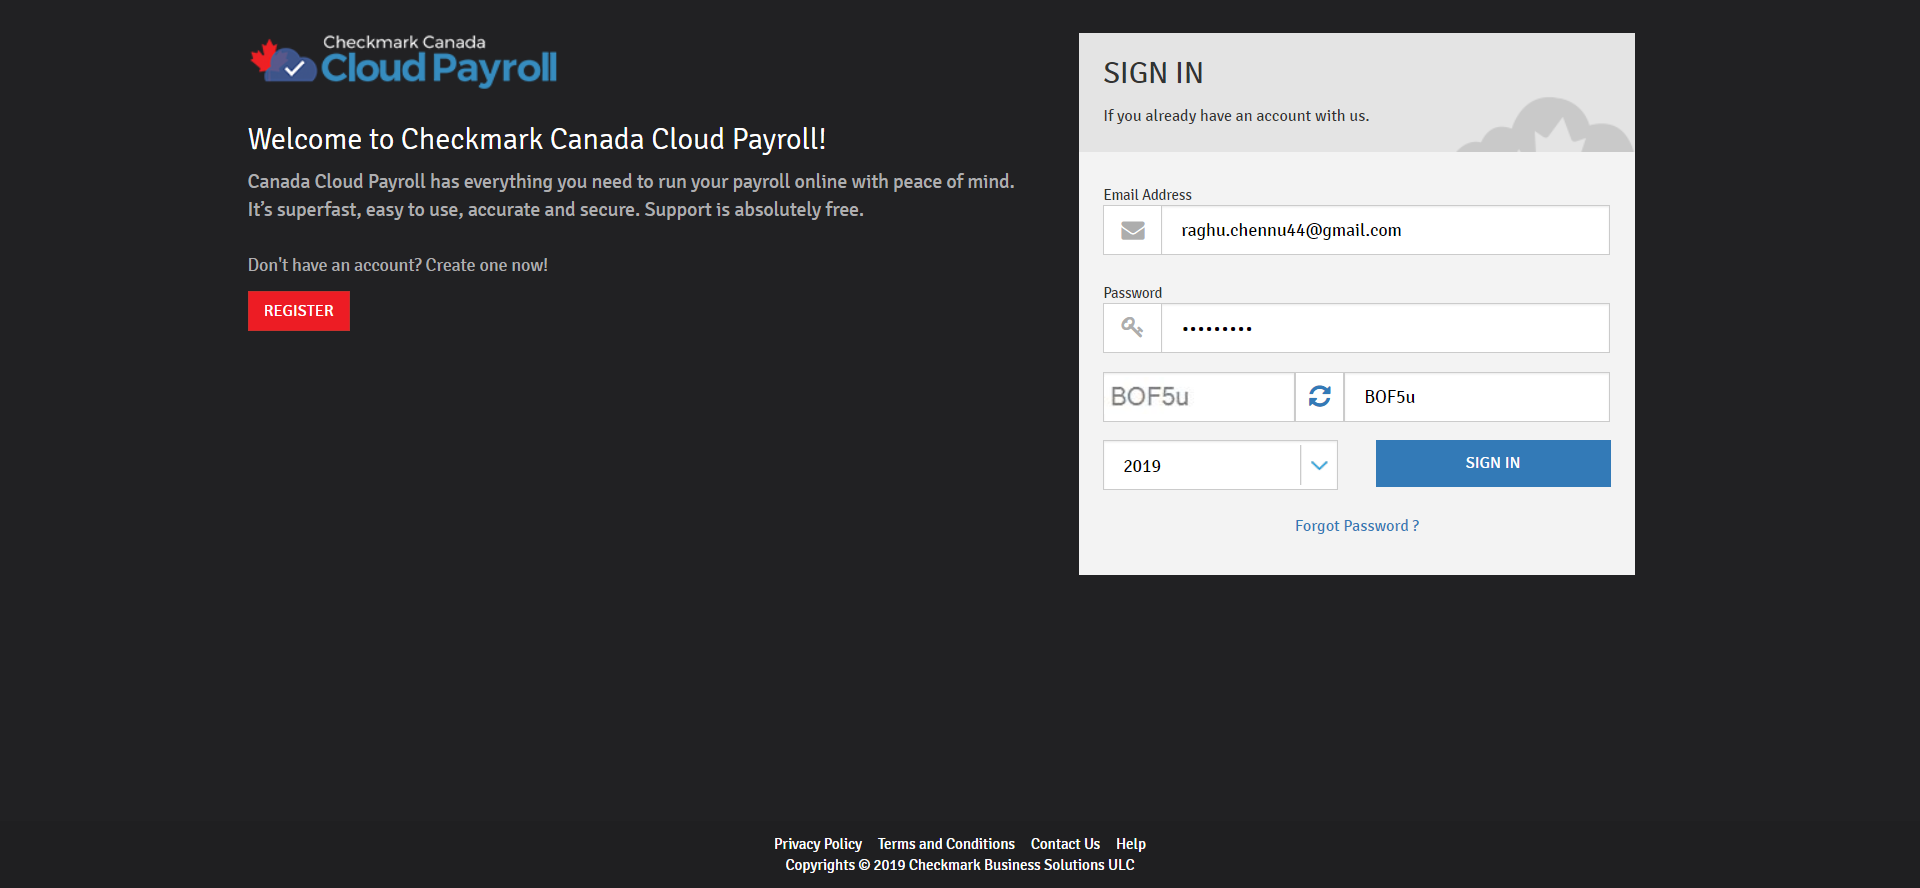 Checkmark Canada
Cloud Payroll
Welcome to Checkmark Canada Cloud Payroll!
Canada Cloud Payroll has everything you need to run your payroll online with peace of mind.
It’s superfast, easy to use, accurate and secure. Support is absolutely free.
Don't have an account? Create one now!
REGISTER
SIGN IN
If you already have an account with us.
Email Address
raghu.chennu44@gmail.com
Password
•••••••••
BOF5u BOF5u
2019 SIGN IN
Forgot Password ?
Privacy Policy Terms and Conditions Contact Us Help
Copyrights © 2019 Checkmark Business Solutions ULC